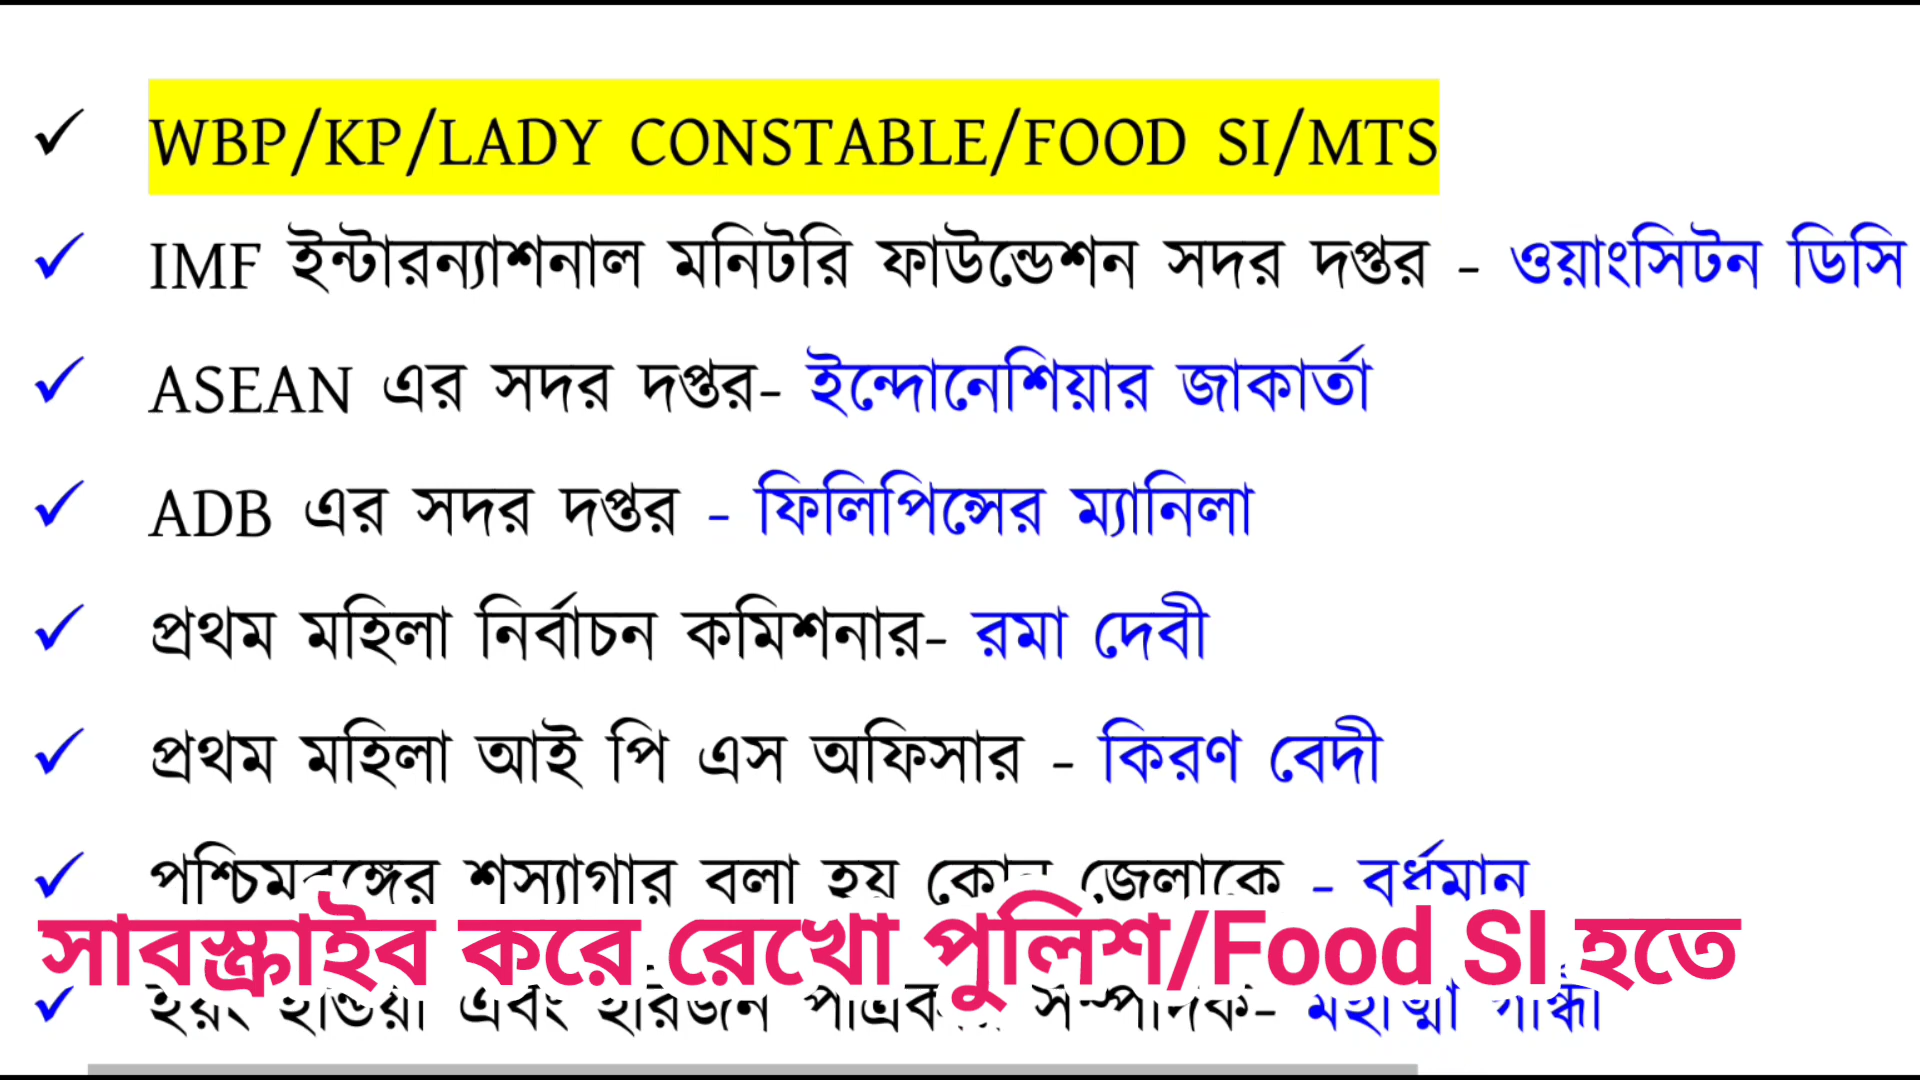 WBP/KP/LADY CONSTABLE/FOOD SI/MTS
IMF ইন্টারন্যাশনাল মনিটরি ফাউন্ডেশন সদর দপ্তর - ওয়াংসিটন ডিসি
ASEAN এর সদর দপ্তর- ইন্দোনেশিয়ার জাকার্তা
ADB এর সদর দপ্তর - ফিলিপিন্সের ম্যানিলা
প্রথম মহিলা নির্বাচন কমিশনার- রমা দেবী
প্রথম মহিলা আই পি এস অফিসার - কিরণ বেদী
পশ্চিমবঙ্গের শস্যাগার বলা হয় কোন জেলাকে - বর্ধমান
সাবস্ক্রাইব করে রেখো পুলিশ/Food SI হতে
ইয়ং ইন্ডিয়া এবং হরিজন সম্পাদক- মহাত্মা গান্ধী